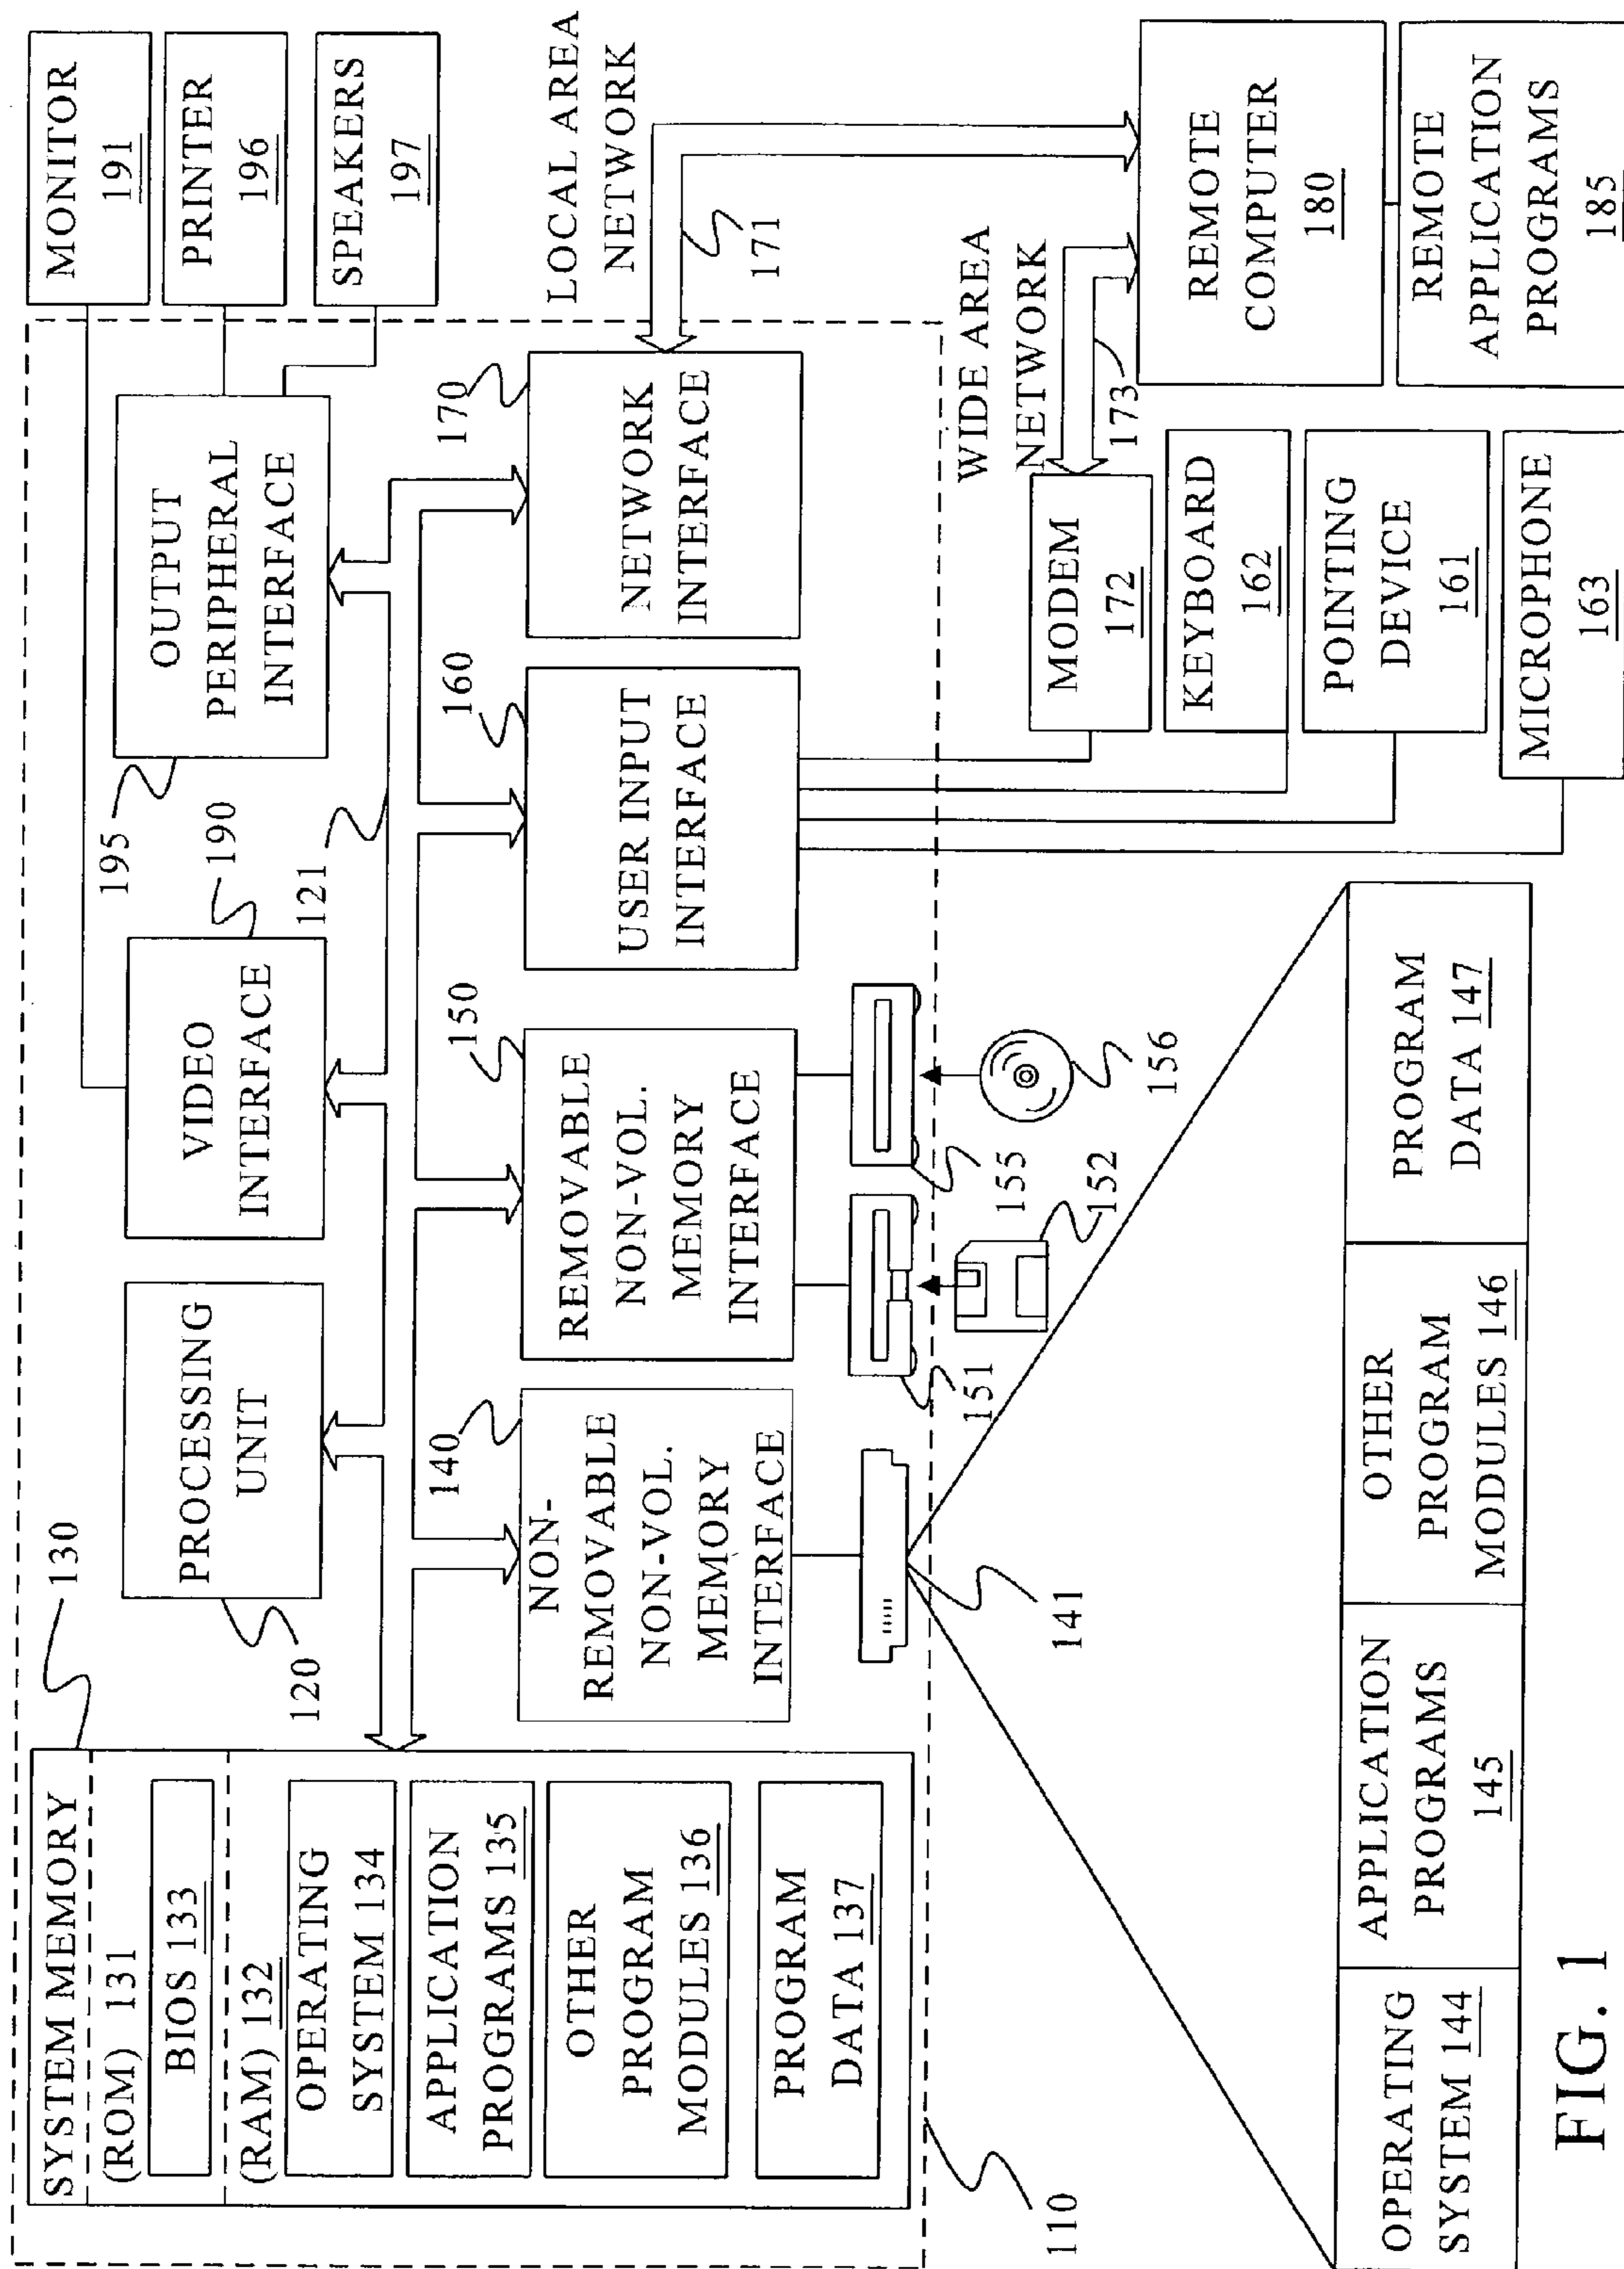 SYSTEM MEMORY
(ROM) 131
BIOS 133
(RAM) 132
OPERATING
SYSTEM 134
APPLICATION
PROGRAMS 135
OTHER
PROGRAM
MODULES 136
PROGRAM
DATA 137
130
PROCESSING
UNIT
120
VIDEO
INTERFACE
190
121
195
OUTPUT
PERIPHERAL
INTERFACE
MONITOR
191
PRINTER
196
SPEAKERS
197
140
NON-
REMOVABLE
NON-VOL.
MEMORY
INTERFACE
150
REMOVABLE
NON-VOL.
MEMORY
INTERFACE
160
USER INPUT
INTERFACE
170
NETWORK
INTERFACE
LOCAL AREA
NETWORK
171
110
141
151
152
155
156
WIDE AREA
NETWORK
173
MODEM
172
KEYBOARD
162
POINTING
DEVICE
161
MICROPHONE
163
REMOTE
COMPUTER
180
REMOTE
APPLICATION
PROGRAMS
185
OPERATING
SYSTEM 144
APPLICATION
PROGRAMS
145
OTHER
PROGRAM
MODULES 146
PROGRAM
DATA 147
FIG. 1